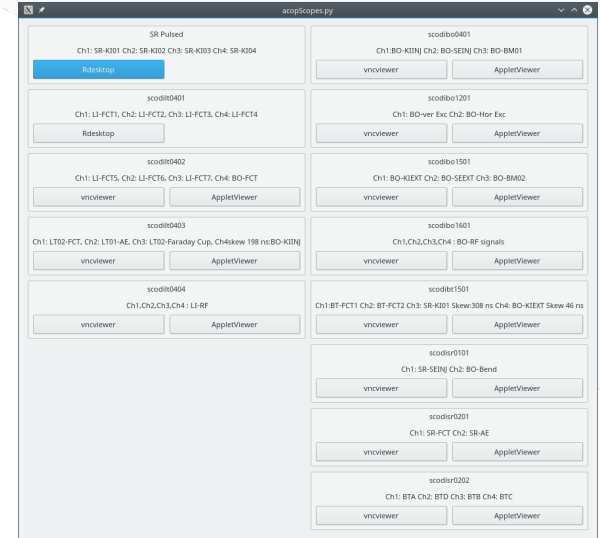 acopScopes.py
SR Pulsed
Ch1: SR-KI01 Ch2: SR-KI02 Ch3: SR-KI03 Ch4: SR-KI04
Rdesktop
scodilt0401
Ch1: LI-FCT1, Ch2: LI-FCT2, Ch3: LI-FCT3, Ch4: LI-FCT4
Rdesktop
scodilt0402
Ch1: LI-FCT5, Ch2: LI-FCT6, Ch3: LI-FCT7, Ch4: BO-FCT
vncviewer AppletViewer
scodilt0403
Ch1: LT02-FCT, Ch2: LT01-AE, Ch3: LT02-Faraday Cup, Ch4skew 198 ns:BO-KIINJ
vncviewer AppletViewer
scodilt0404
Ch1,Ch2,Ch3,Ch4 : LI-RF
vncviewer AppletViewer
scodibo0401
Ch1:BO-KIINJ Ch2: BO-SEINJ Ch3: BO-BM01
vncviewer AppletViewer
scodibo1201
Ch1: BO-ver Exc Ch2: BO-Hor Exc
vncviewer AppletViewer
scodibo1501
Ch1: BO-KIEXT Ch2: BO-SEEXT Ch3: BO-BM02
vncviewer AppletViewer
scodibo1601
Ch1,Ch2,Ch3,Ch4 : BO-RF signals
vncviewer AppletViewer
scodibt1501
Ch1:BT-FCT1 Ch2: BT-FCT2 Ch3: SR-KI01 Skew:308 ns Ch4: BO-KIEXT Skew 46 ns
vncviewer AppletViewer
scodisr0101
Ch1: SR-SEINJ Ch2: BO-Bend
vncviewer AppletViewer
scodisr0201
Ch1: SR-FCT Ch2: SR-AE
vncviewer AppletViewer
scodisr0202
Ch1: BTA Ch2: BTD Ch3: BTB Ch4: BTC
vncviewer AppletViewer